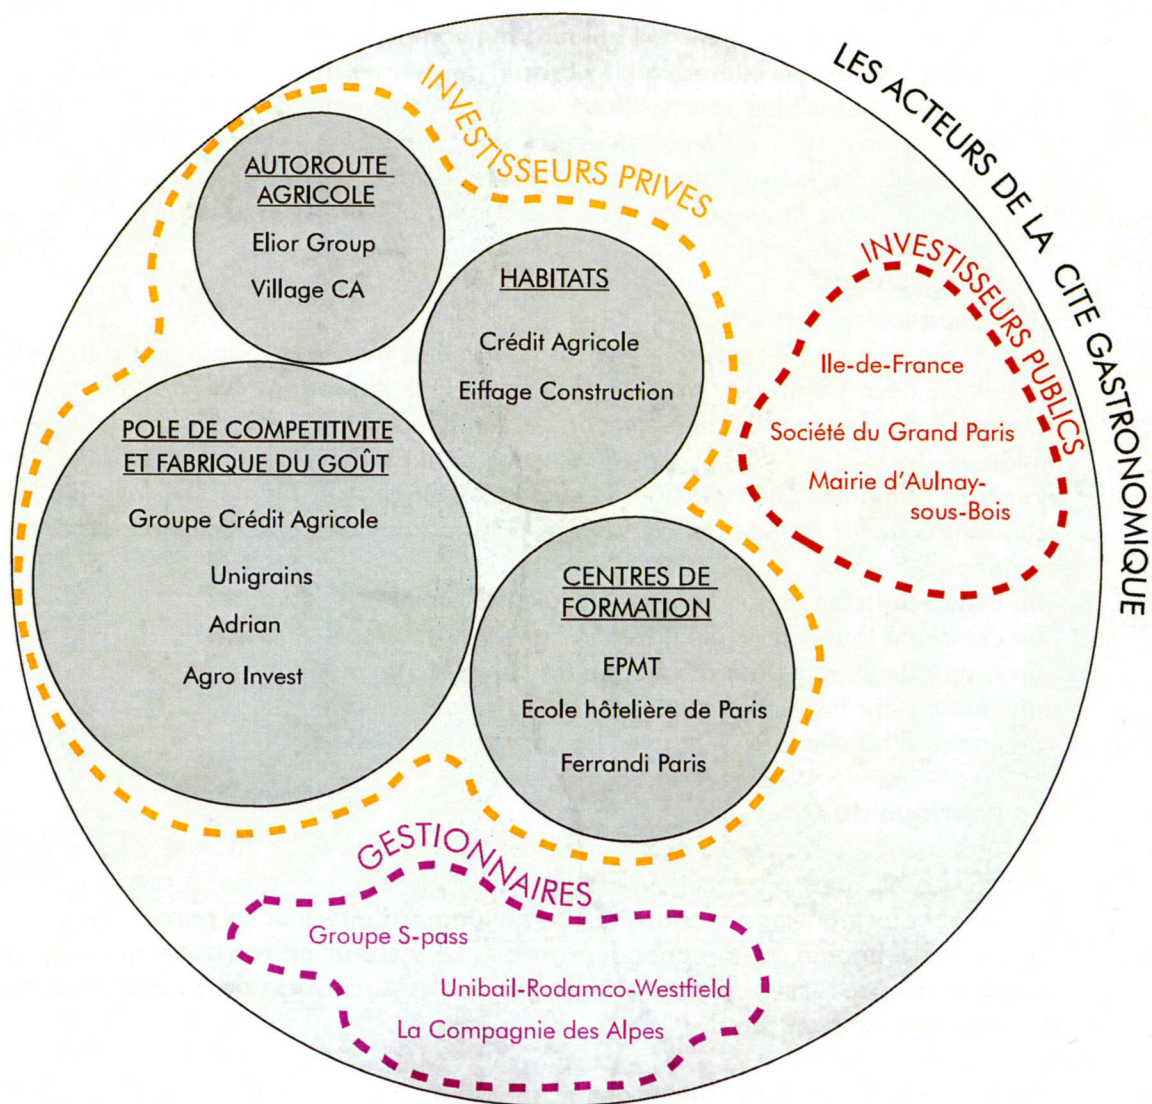 LES ACTEURS DE LA CITE GASTRONOMIQUE
INVESTISSEURS PRIVES
AUTOROUTE
AGRICOLE
Elior Group
Village CA
HABITATS
Crédit Agricole
Eiffage Construction
POLE DE COMPETITIVITE
ET FABRIQUE DU GOÛT
Groupe Crédit Agricole
Unigrains
Adrian
Agro Invest
CENTRES DE
FORMATION
EPMT
Ecole hôtelière de Paris
Ferrandi Paris
INVESTISSEURS PUBLICS
Ile-de-France
Société du Grand Paris
Mairie d'Aulnay-
sous-Bois
GESTIONNAIRES
Groupe S-pass
Unibail-Rodamco-Westfield
La Compagnie des Alpes